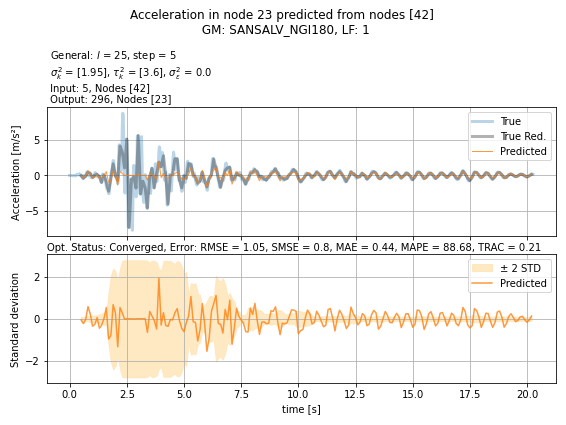 Acceleration in node 23 predicted from nodes [42]
GM: SANSALV_NGI180, LF: 1
General: l = 25, step = 5
σ_k^2 = [1.95], τ_k^2 = [3.6], σ_ε^2 = 0.0
Input: 5, Nodes [42]
Output: 296, Nodes [23]
True
True Red.
Predicted
Acceleration [m/s²]
5
0
−5
Opt. Status: Converged, Error: RMSE = 1.05, SMSE = 0.8, MAE = 0.44, MAPE = 88.68, TRAC = 0.21
± 2 STD
Predicted
Standard deviation
2
0
−2
0.0 2.5 5.0 7.5 10.0 12.5 15.0 17.5 20.0
time [s]